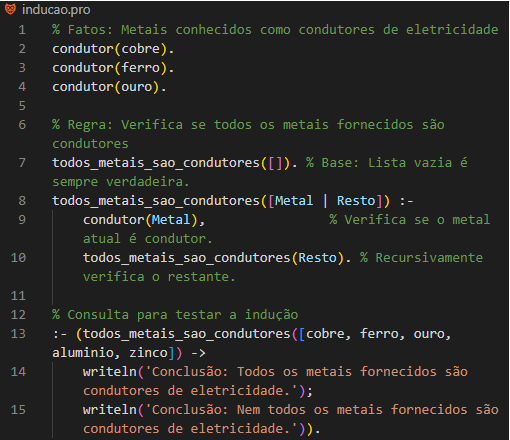 inducao.pro
1 % Fatos: Metais conhecidos como condutores de eletricidade
2 condutor(cobre).
3 condutor(ferro).
4 condutor(ouro).
5
6 % Regra: Verifica se todos os metais fornecidos são
condutores
7 todos_metais_sao_condutores([]). % Base: Lista vazia é
sempre verdadeira.
8 todos_metais_sao_condutores([Metal | Resto]) :-
9 condutor(Metal), % Verifica se o metal
atual é condutor.
10 todos_metais_sao_condutores(Resto). % Recursivamente
verifica o restante.
11
12 % Consulta para testar a indução
13 :- (todos_metais_sao_condutores([cobre, ferro, ouro,
aluminio, zinco]) ->
14 writeln('Conclusão: Todos os metais fornecidos são
condutores de eletricidade.');
15 writeln('Conclusão: Nem todos os metais fornecidos são
condutores de eletricidade.')).